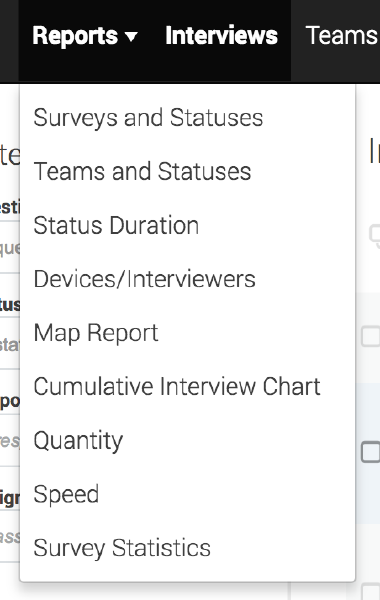 Reports ▼ Interviews Teams
Surveys and Statuses
Teams and Statuses
Status Duration
Devices/Interviewers
Map Report
Cumulative Interview Chart
Quantity
Speed
Survey Statistics